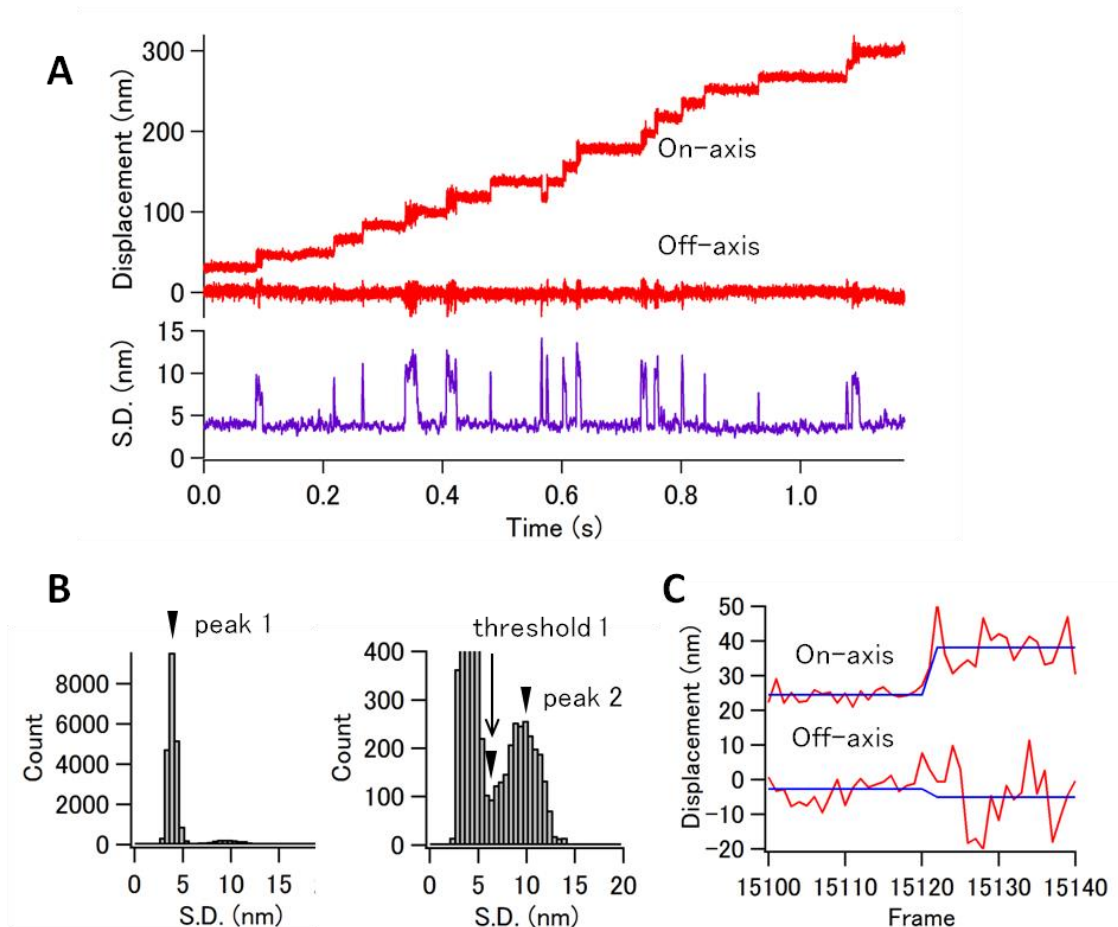 A
Displacement (nm)
300
200
100
0
On-axis
Off-axis
S.D. (nm)
15
10
5
0
0.0 0.2 0.4 0.6 0.8 1.0
Time (s)
B
peak 1
Count
8000
6000
4000
2000
0
0 5 10 15
S.D. (nm)
threshold 1
peak 2
Count
400
300
200
100
0
0 5 10 15 20
S.D. (nm)
C
Displacement (nm)
50
40
30
20
10
0
-10
-20
On-axis
Off-axis
15100 15110 15120 15130 15140
Frame